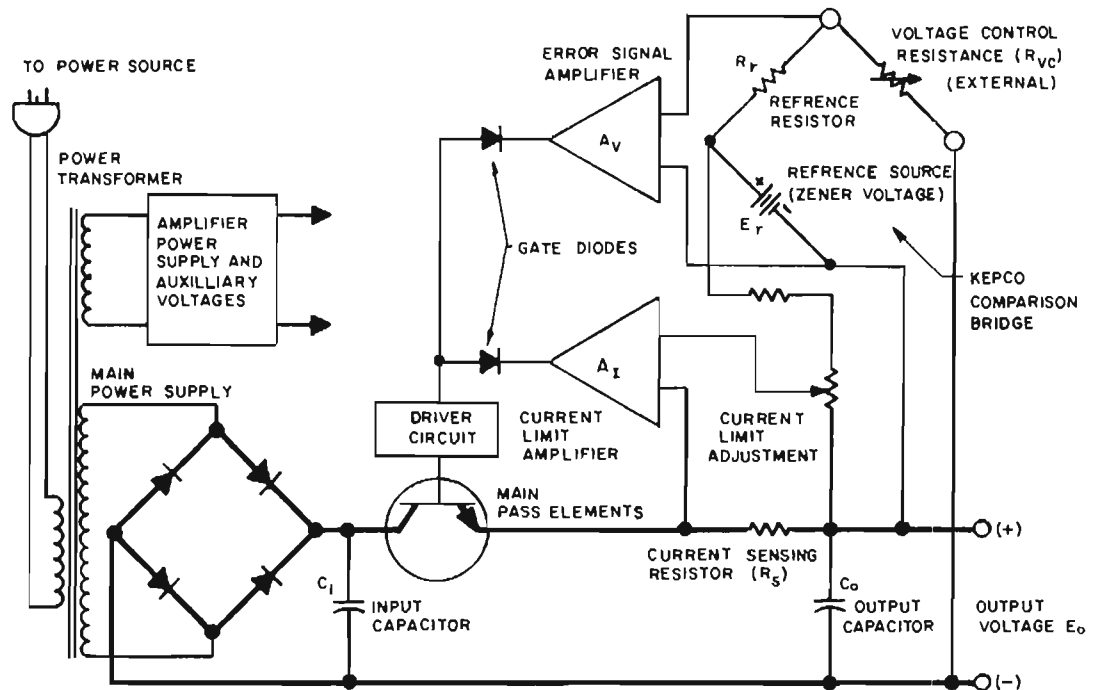 TO POWER SOURCE
POWER
TRANSFORMER
AMPLIFIER
POWER
SUPPLY AND
AUXILLIARY
VOLTAGES
MAIN
POWER SUPPLY
ERROR SIGNAL
AMPLIFIER
AV
GATE DIODES
AI
DRIVER
CIRCUIT
CURRENT
LIMIT
AMPLIFIER
MAIN
PASS ELEMENTS
Rr
REFRENCE
RESISTOR
VOLTAGE CONTROL
RESISTANCE (RVC)
(EXTERNAL)
REFRENCE SOURCE
(ZENER VOLTAGE)
+
-
Er
KEPCO
COMPARISON
BRIDGE
CURRENT
LIMIT
ADJUSTMENT
CURRENT SENSING
RESISTOR (RS)
(+)
Ci
INPUT
CAPACITOR
Co
OUTPUT
CAPACITOR
OUTPUT
VOLTAGE Eo
(-)